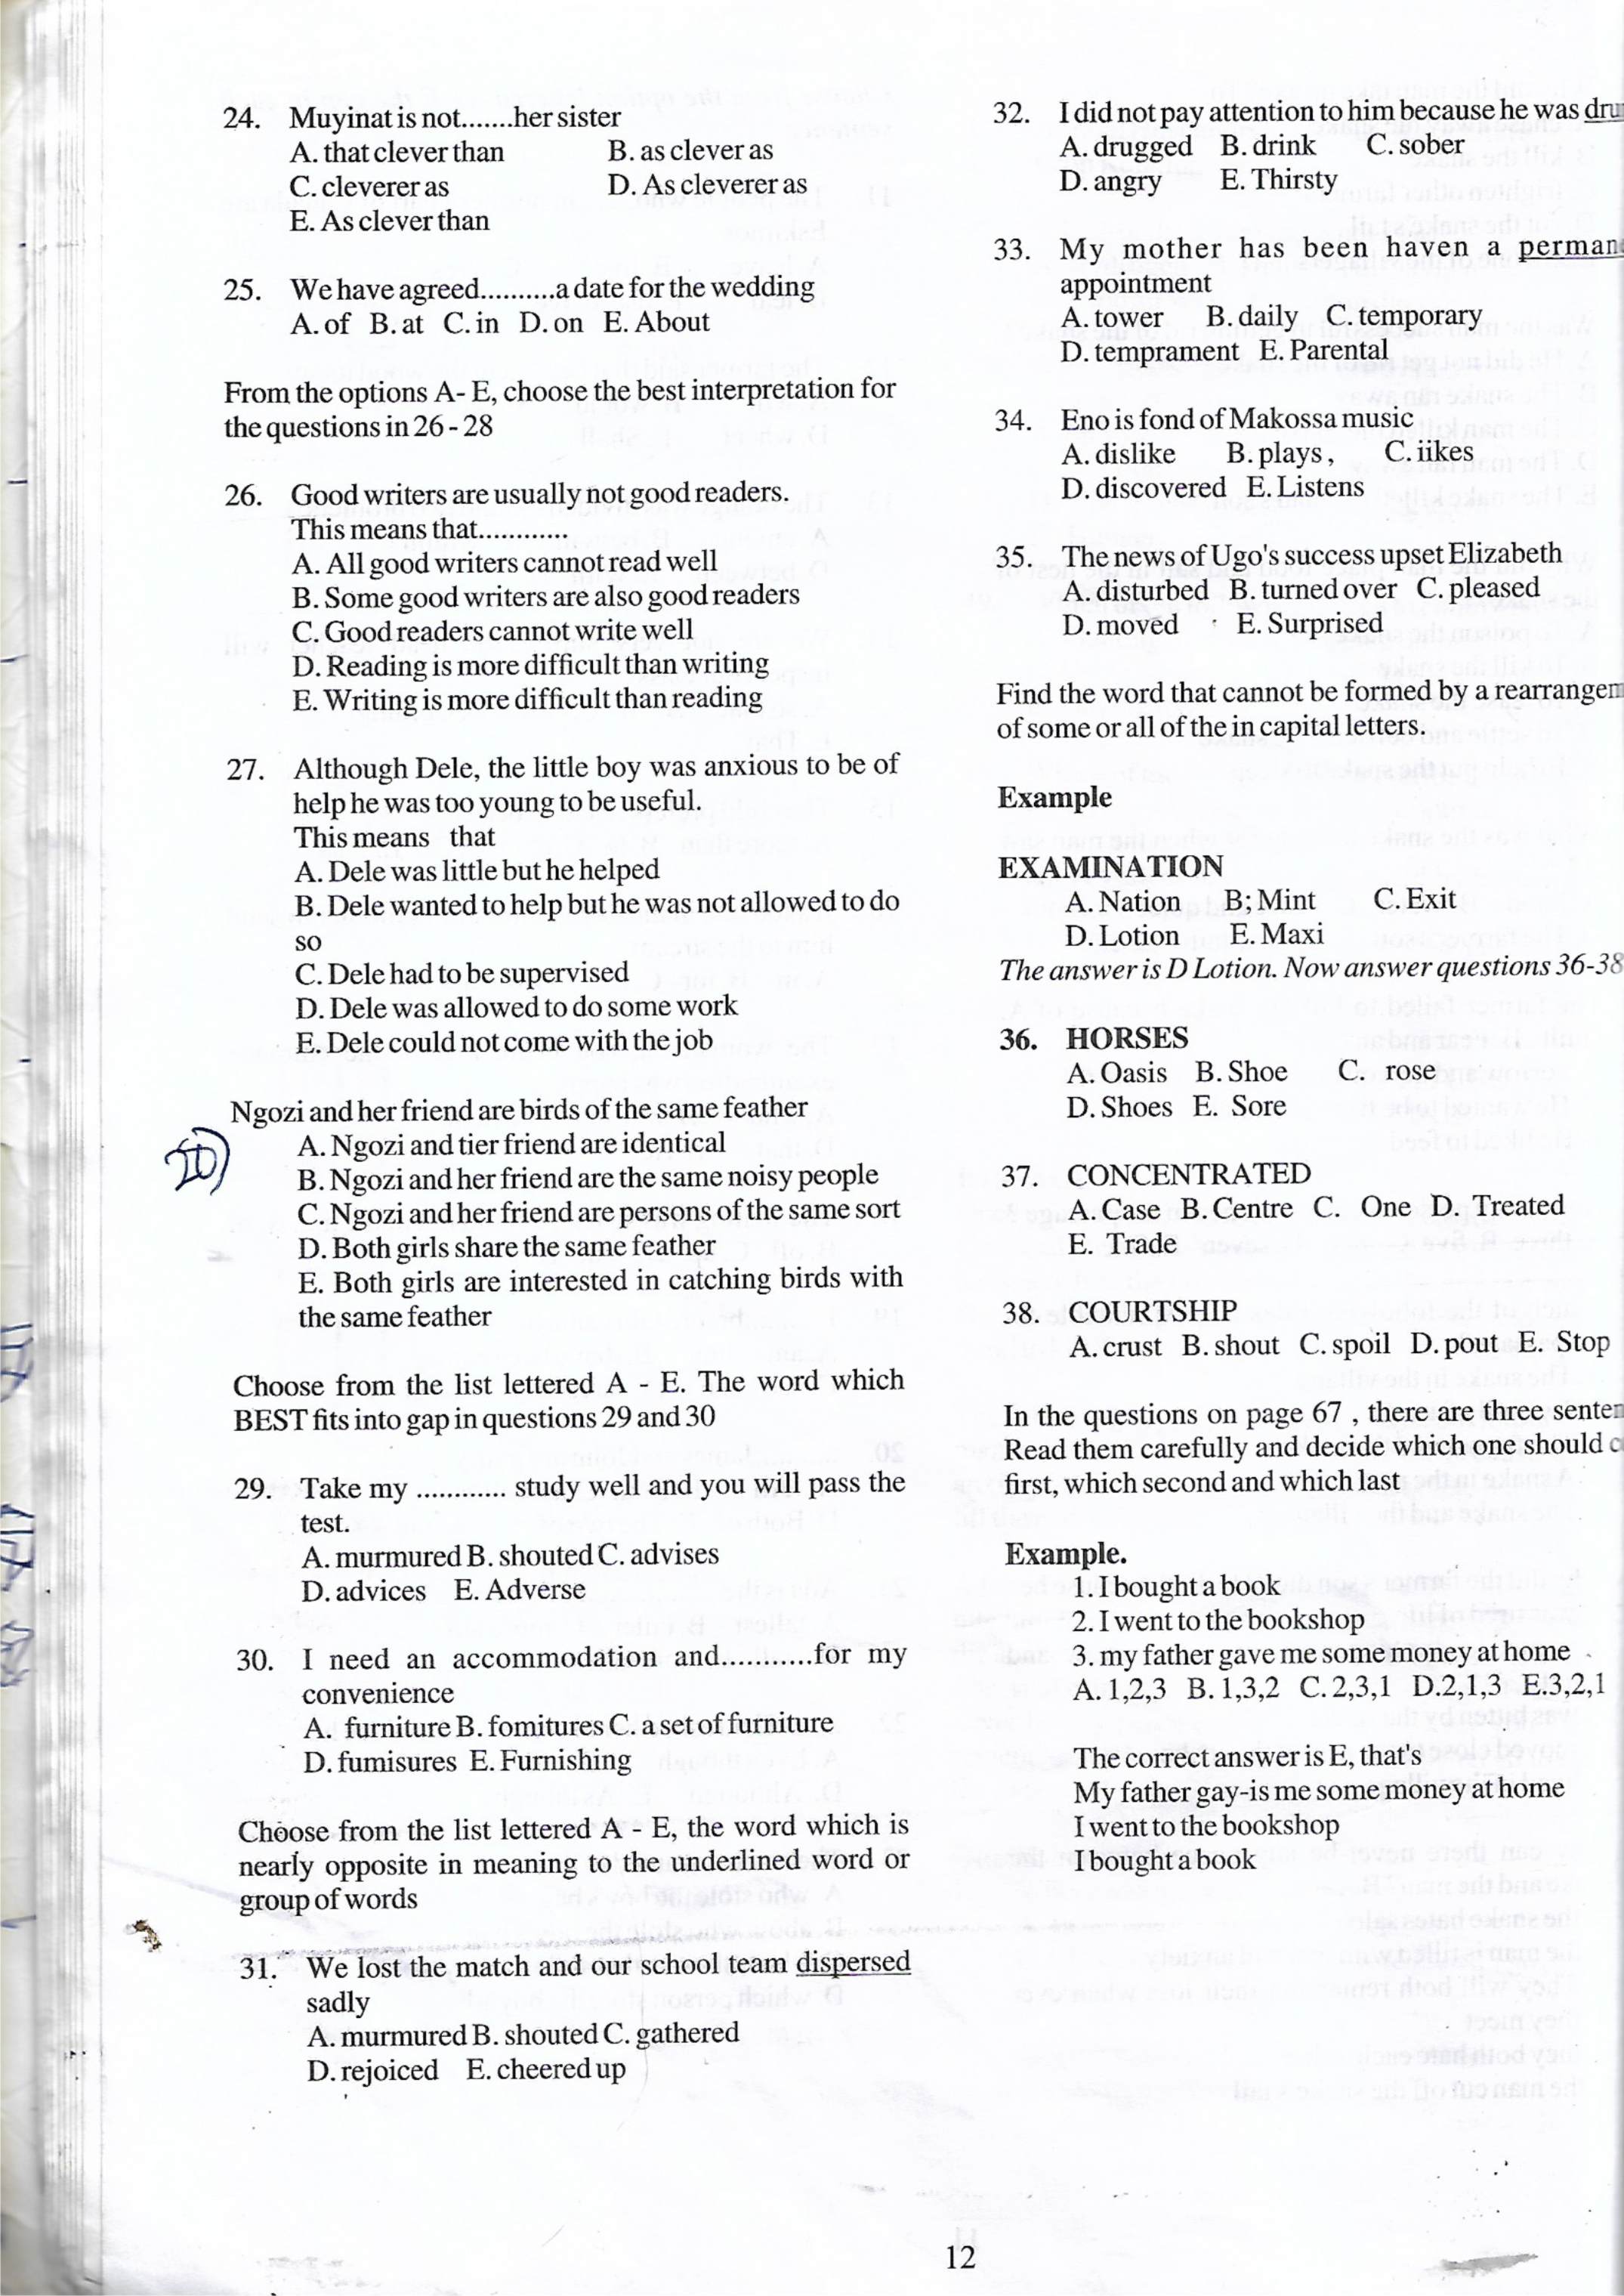 24. Muyinat is not.......her sister
A. that clever than B. as clever as
C. cleverer as D. As cleverer as
E. As clever than
25. We have agreed..........a date for the wedding
A. of B. at C. in D. on E. About
From the options A- E, choose the best interpretation for
the questions in 26 - 28
26. Good writers are usually not good readers.
This means that............
A. All good writers cannot read well
B. Some good writers are also good readers
C. Good readers cannot write well
D. Reading is more difficult than writing
E. Writing is more difficult than reading
27. Although Dele, the little boy was anxious to be of
help he was too young to be useful.
This means that
A. Dele was little but he helped
B. Dele wanted to help but he was not allowed to do
so
C. Dele had to be supervised
D. Dele was allowed to do some work
E. Dele could not come with the job
Ngozi and her friend are birds of the same feather
A. Ngozi and tier friend are identical
B. Ngozi and her friend are the same noisy people
C. Ngozi and her friend are persons of the same sort
D. Both girls share the same feather
E. Both girls are interested in catching birds with
the same feather
Choose from the list lettered A - E. The word which
BEST fits into gap in questions 29 and 30
29. Take my ............ study well and you will pass the
test.
A. murmured B. shouted C. advises
D. advices E. Adverse
30. I need an accommodation and............for my
convenience
A. furniture B. fomitures C. a set of furniture
D. fumisures E. Furnishing
Choose from the list lettered A - E, the word which is
nearly opposite in meaning to the underlined word or
group of words
31. We lost the match and our school team dispersed
sadly
A. murmured B. shouted C. gathered
D. rejoiced E. cheered up
32. I did not pay attention to him because he was
A. drugged B. drink C. sober
D. angry E. Thirsty
33. My mother has been haven a
appointment
A. tower B. daily C. temporary
D. temprament E. Parental
34. Eno is fond of Makossa music
A. dislike B. plays, C. iikes
D. discovered E. Listens
35. The news of Ugo's success upset Elizabeth
A. disturbed B. turned over C. pleased
D. moved E. Surprised
Find the word that cannot be formed by a
of some or all of the in capital letters.
Example
EXAMINATION
A. Nation B; Mint C. Exit
D. Lotion E. Maxi
The answer is D Lotion. Now answer questions 36-38
36. HORSES
A. Oasis B. Shoe C. rose
D. Shoes E. Sore
37. CONCENTRATED
A. Case B. Centre C. One D. Treated
E. Trade
38. COURTSHIP
A. crust B. shout C. spoil D. pout E. Stop
In the questions on page 67 , there are three
Read them carefully and decide which one should
first, which second and which last
Example.
1. I bought a book
2. I went to the bookshop
3. my father gave me some money at home
A. 1,2,3 B. 1,3,2 C. 2,3,1 D.2,1,3 E.3,2,1
The correct answer is E, that's
My father gay-is me some money at home
I went to the bookshop
I bought a book
12